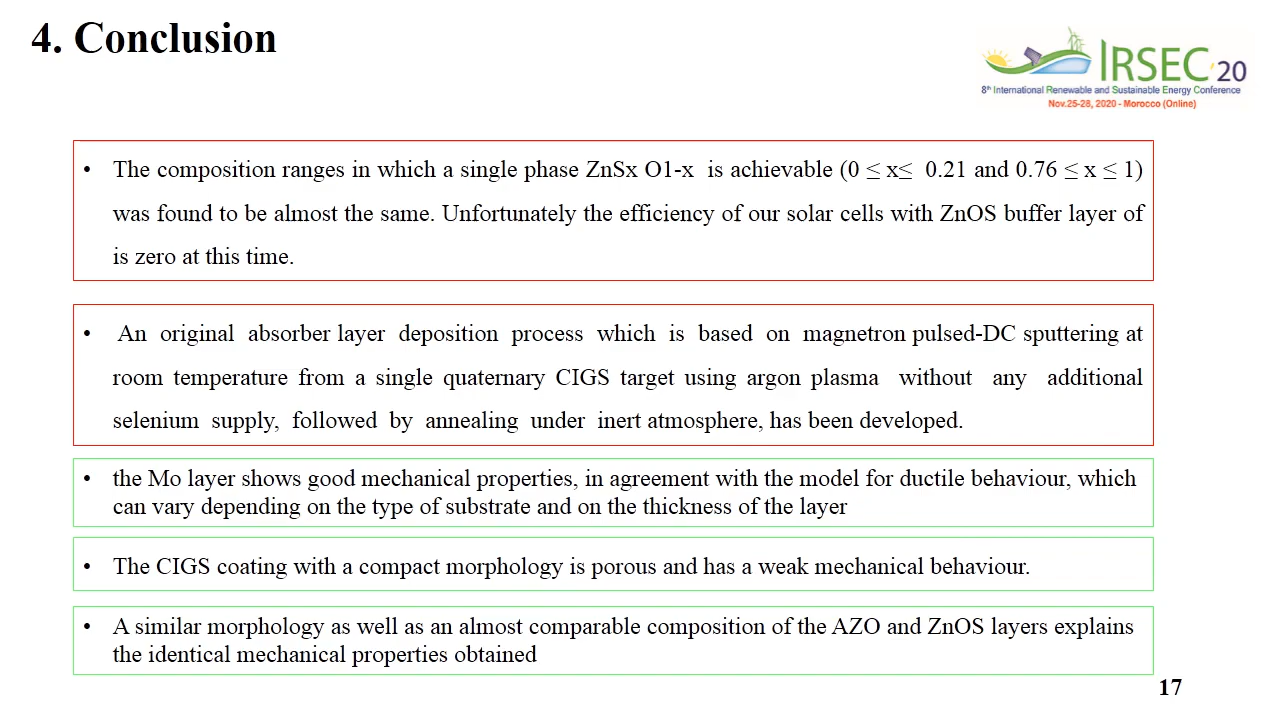 4. Conclusion
IRSEC'20
8th International Renewable and Sustainable Energy Conference
Nov.25-28, 2020 - Morocco (Online)
• The composition ranges in which a single phase ZnSx O1-x is achievable (0 ≤ x≤ 0.21 and 0.76 ≤ x ≤ 1)
was found to be almost the same. Unfortunately the efficiency of our solar cells with ZnOS buffer layer of
is zero at this time.
• An original absorber layer deposition process which is based on magnetron pulsed-DC sputtering at
room temperature from a single quaternary CIGS target using argon plasma without any additional
selenium supply, followed by annealing under inert atmosphere, has been developed.
• the Mo layer shows good mechanical properties, in agreement with the model for ductile behaviour, which
can vary depending on the type of substrate and on the thickness of the layer
• The CIGS coating with a compact morphology is porous and has a weak mechanical behaviour.
• A similar morphology as well as an almost comparable composition of the AZO and ZnOS layers explains
the identical mechanical properties obtained
17